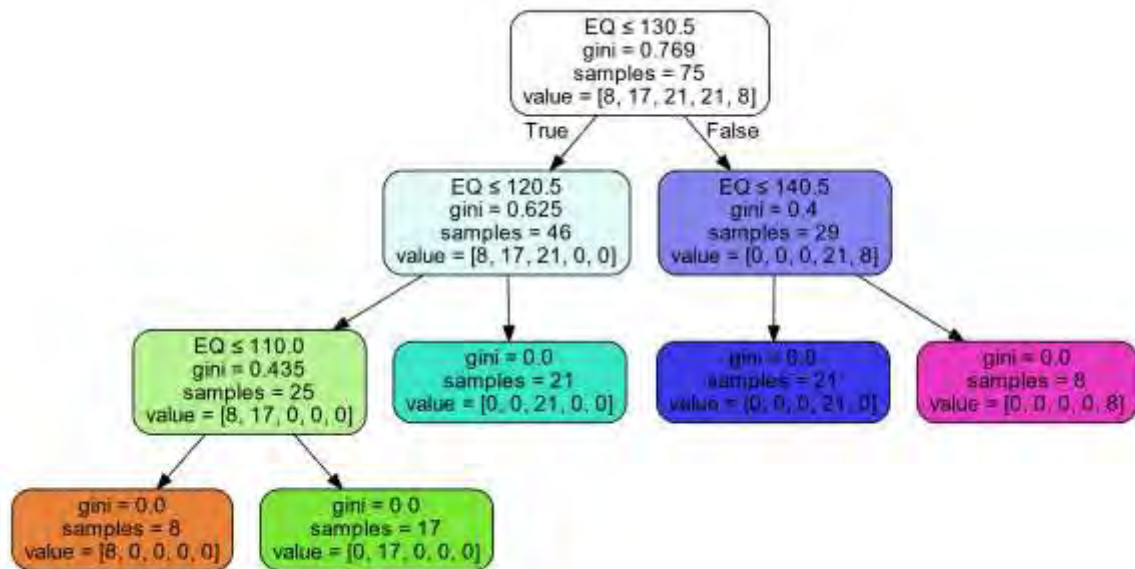 EQ ≤ 130.5
gini = 0.769
samples = 75
value = [8, 17, 21, 21, 8]
True
False
EQ ≤ 120.5
gini = 0.625
samples = 46
value = [8, 17, 21, 0, 0]
EQ ≤ 140.5
gini = 0.4
samples = 29
value = [0, 0, 0, 21, 8]
EQ ≤ 110.0
gini = 0.435
samples = 25
value = [8, 17, 0, 0, 0]
gini = 0.0
samples = 21
value = [0, 0, 21, 0, 0]
gini = 0.0
samples = 21
value = [0, 0, 0, 21, 0]
gini = 0.0
samples = 8
value = [0, 0, 0, 0, 8]
gini = 0.0
samples = 8
value = [8, 0, 0, 0, 0]
gini = 0.0
samples = 17
value = [0, 17, 0, 0, 0]